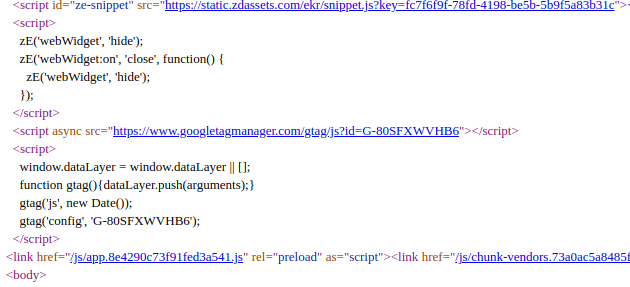 <script id="ze-snippet" src="https://static.zdassets.com/ekr/snippet.js?key=fc7f6f9f-78fd-4198-be5b-5b9f5a83b31c"><
<script>
zE('webWidget', 'hide');
zE('webWidget:on', 'close', function() {
zE('webWidget', 'hide');
});
</script>
<script async src="https://www.googletagmanager.com/gtag/js?id=G-80SFXWVHB6"></script>
<script>
window.dataLayer = window.dataLayer || [];
function gtag(){dataLayer.push(arguments);}
gtag('js', new Date());
gtag('config', 'G-80SFXWVHB6');
</script>
<link href="/js/app.8e4290c73f91fed3a541.js" rel="preload" as="script"><link href="/js/chunk-vendors.73a0ac5a8485f
<body>